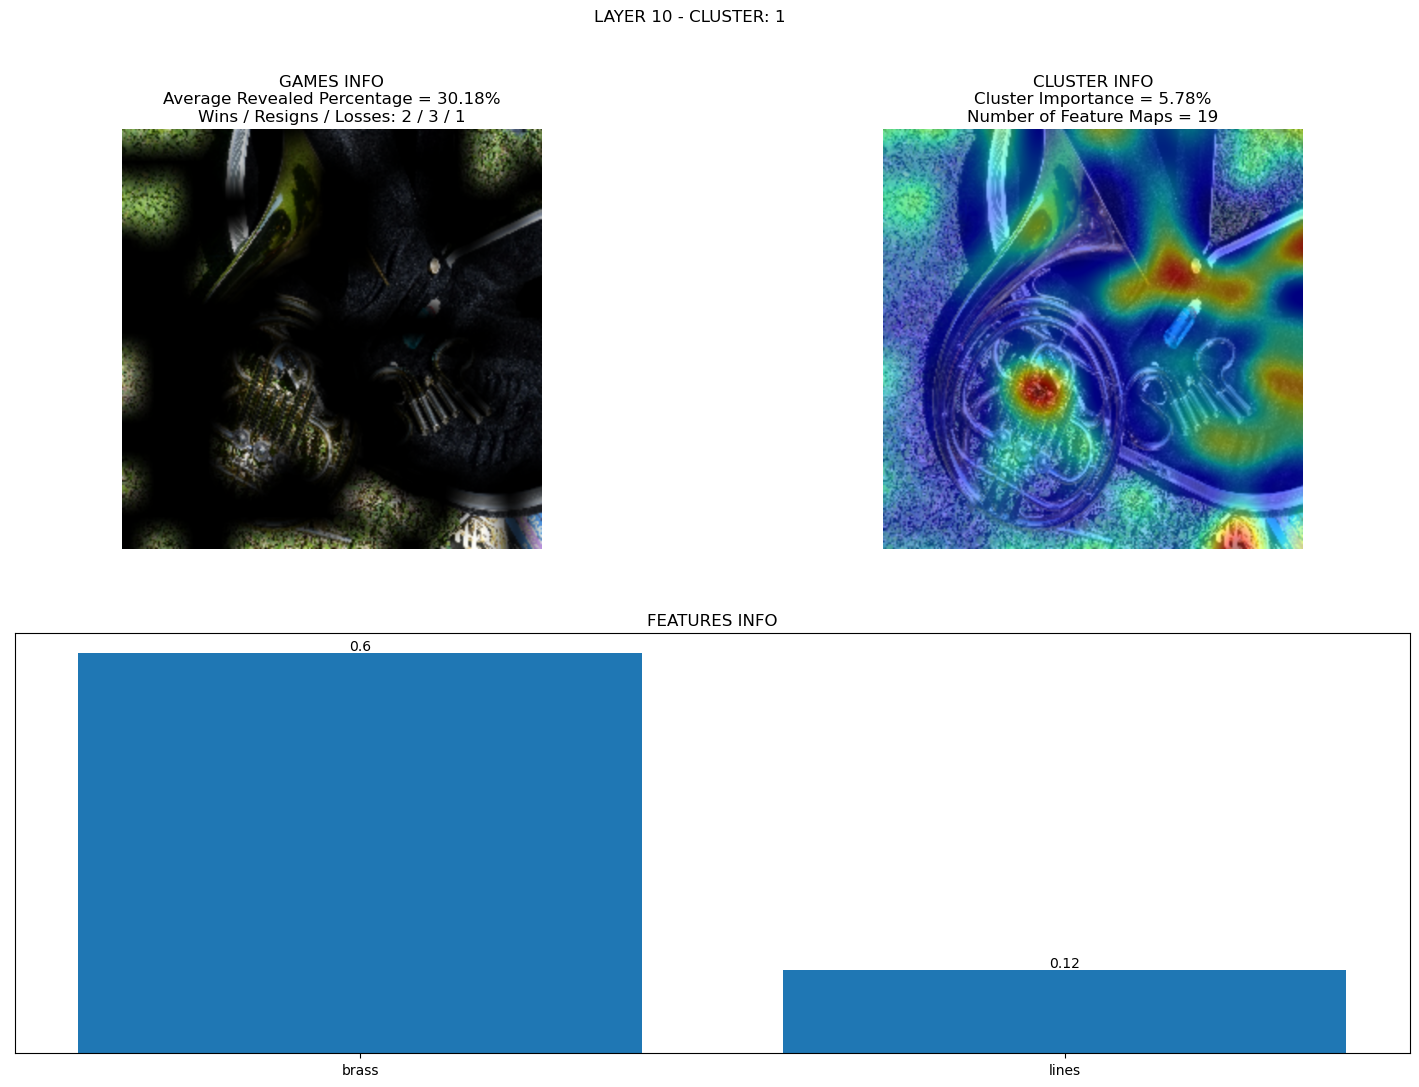 LAYER 10 - CLUSTER: 1
GAMES INFO
Average Revealed Percentage = 30.18%
Wins / Resigns / Losses: 2 / 3 / 1
CLUSTER INFO
Cluster Importance = 5.78%
Number of Feature Maps = 19
FEATURES INFO
0.6
0.12
brass
lines